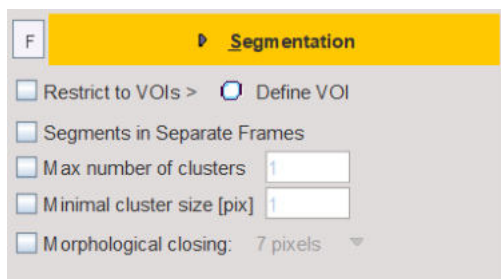 F Segmentation
Restrict to VOIs > Define VOI
Segments in Separate Frames
Max number of clusters 1
Minimal cluster size [pix] 1
Morphological closing: 7 pixels